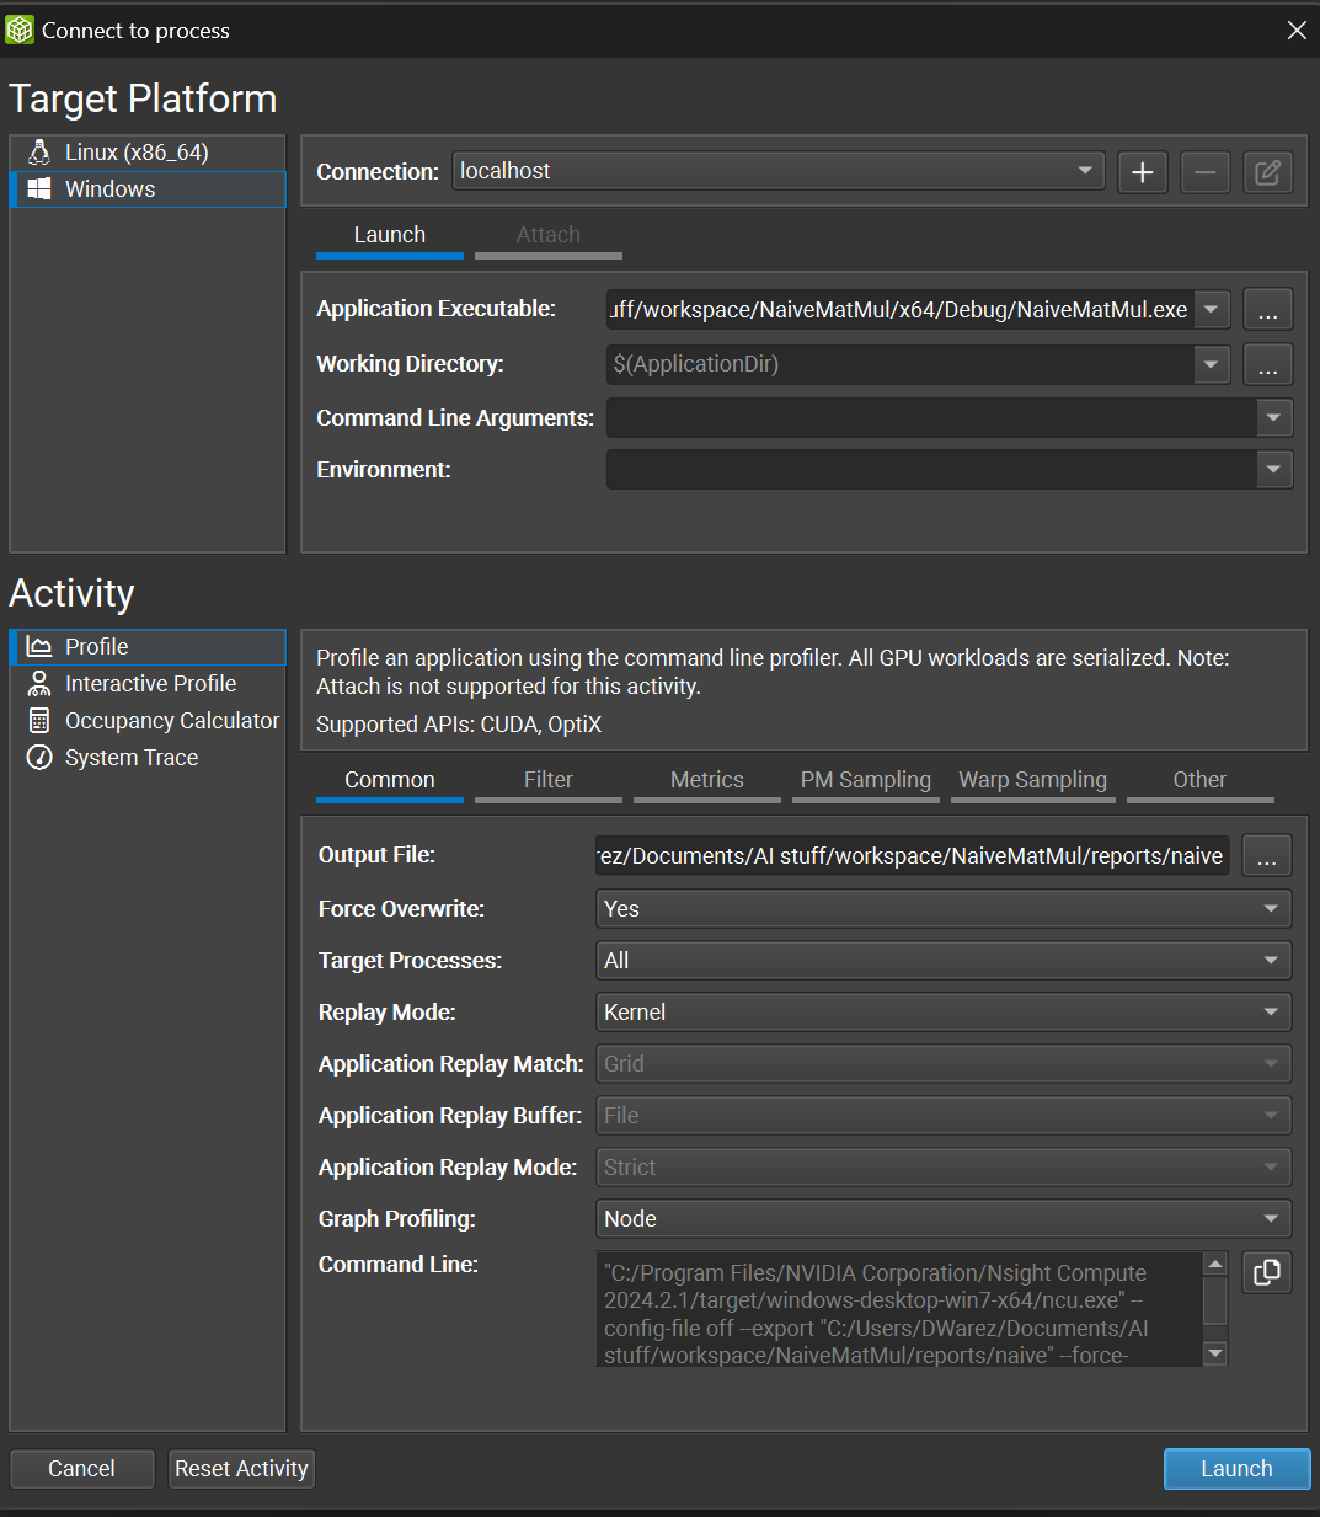 Connect to process
Target Platform
Linux (x86_64)
Windows
Connection: localhost
Launch Attach
Application Executable: uff/workspace/NaiveMatMul/x64/Debug/NaiveMatMul.exe ...
Working Directory: $(ApplicationDir) ...
Command Line Arguments:
Environment:
Activity
Profile
Interactive Profile
Occupancy Calculator
System Trace
Profile an application using the command line profiler. All GPU workloads are serialized. Note:
Attach is not supported for this activity.
Supported APIs: CUDA, OptiX
Common Filter Metrics PM Sampling Warp Sampling Other
Output File: rez/Documents/AI stuff/workspace/NaiveMatMul/reports/naive ...
Force Overwrite: Yes
Target Processes: All
Replay Mode: Kernel
Application Replay Match: Grid
Application Replay Buffer: File
Application Replay Mode: Strict
Graph Profiling: Node
Command Line: "C:/Program Files/NVIDIA Corporation/Nsight Compute
2024.2.1/target/windows-desktop-win7-x64/ncu.exe" --
config-file off --export "C:/Users/DWarez/Documents/AI
stuff/workspace/NaiveMatMul/reports/naive" --force-
Cancel Reset Activity Launch